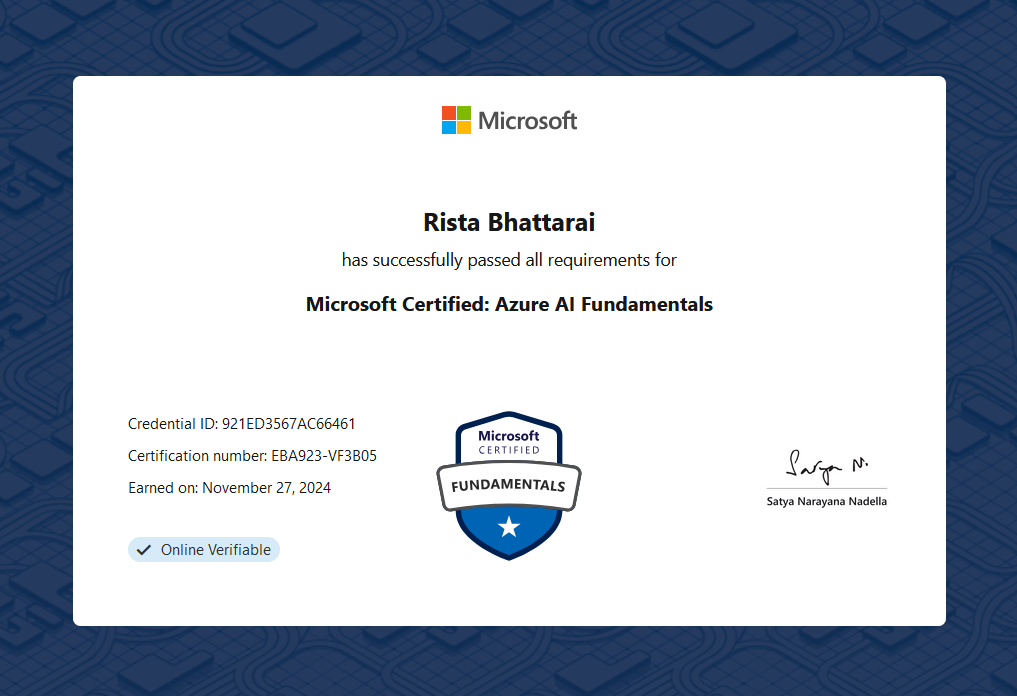 Microsoft
Rista Bhattarai
has successfully passed all requirements for
Microsoft Certified: Azure AI Fundamentals
Credential ID: 921ED3567AC66461
Certification number: EBA923-VF3B05
Earned on: November 27, 2024
Online Verifiable
Microsoft
CERTIFIED
FUNDAMENTALS
Satya N.
Satya Narayana Nadella